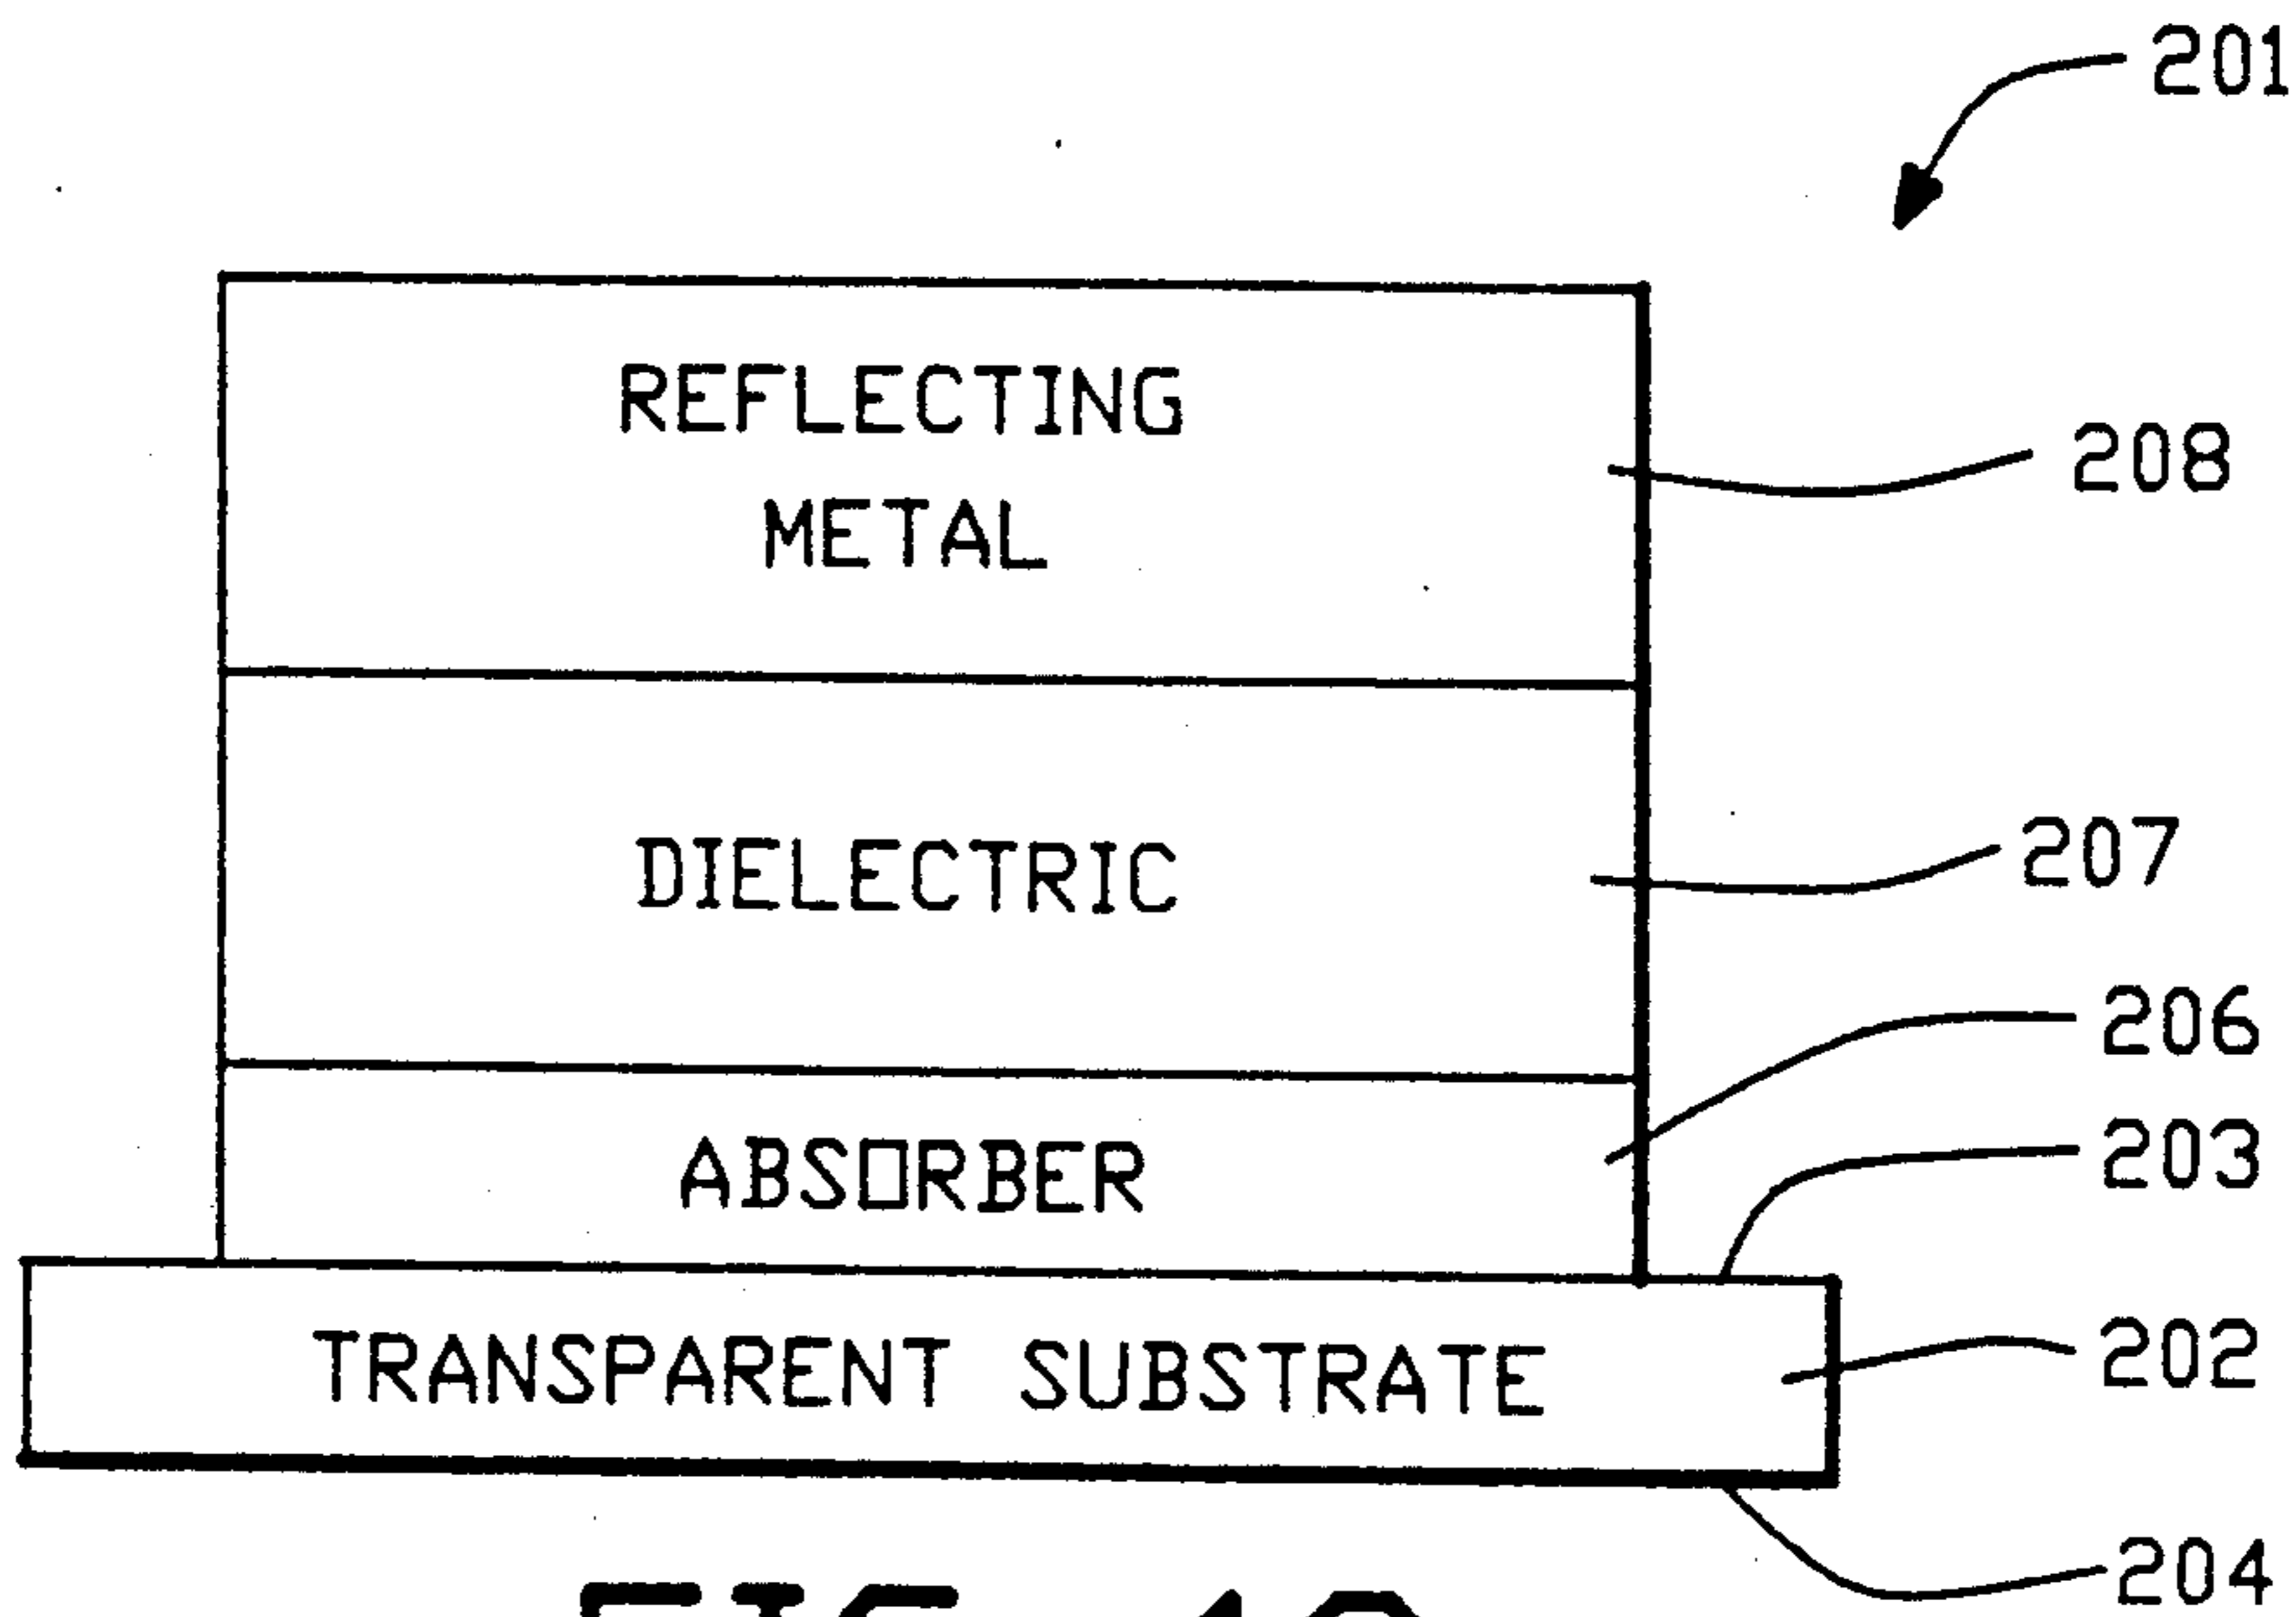 201
REFLECTING
METAL
208
DIELECTRIC
207
206
ABSORBER
203
TRANSPARENT SUBSTRATE
202
204